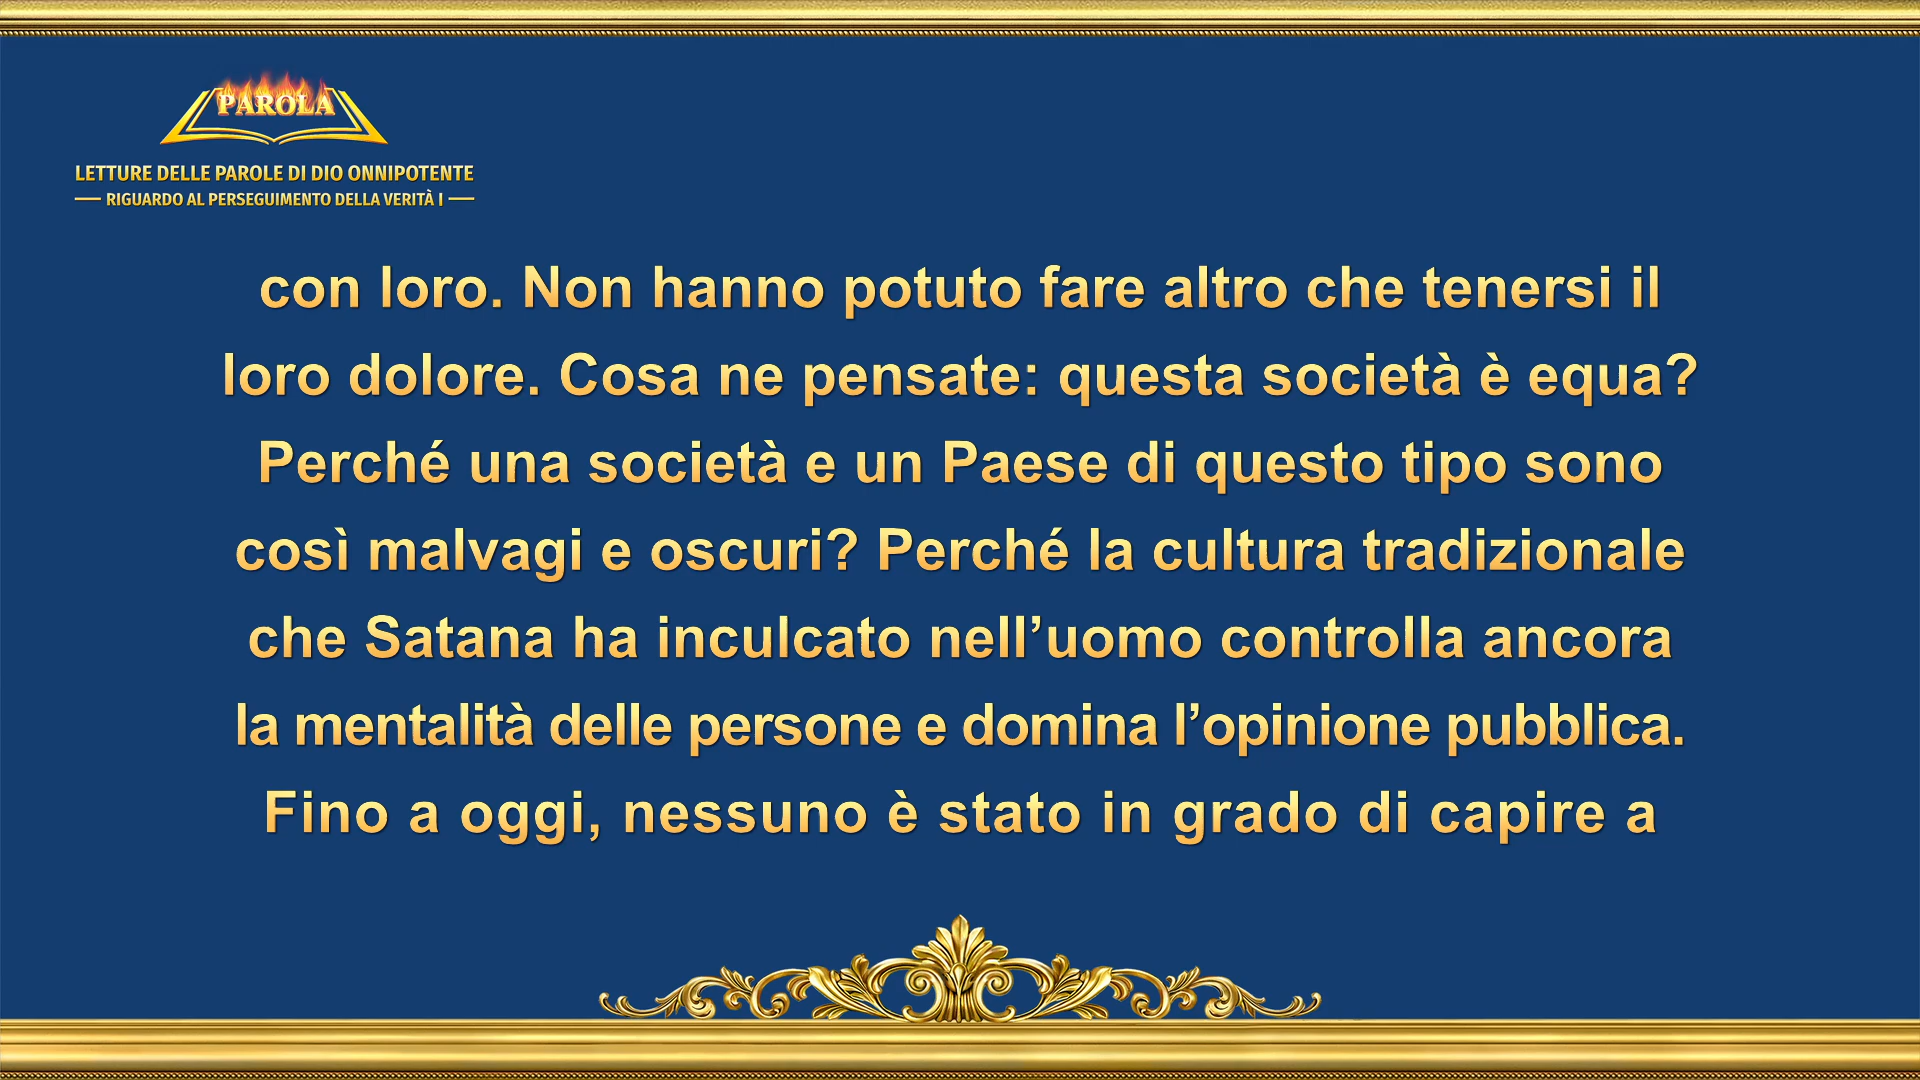 PAROLA
LETTURE DELLE PAROLE DI DIO ONNIPOTENTE
RIGUARDO AL PERSEGUIMENTO DELLA VERITÀ I
con loro. Non hanno potuto fare altro che tenersi il
loro dolore. Cosa ne pensate: questa società è equa?
Perché una società e un Paese di questo tipo sono
così malvagi e oscuri? Perché la cultura tradizionale
che Satana ha inculcato nell’uomo controlla ancora
la mentalità delle persone e domina l’opinione pubblica.
Fino a oggi, nessuno è stato in grado di capire a